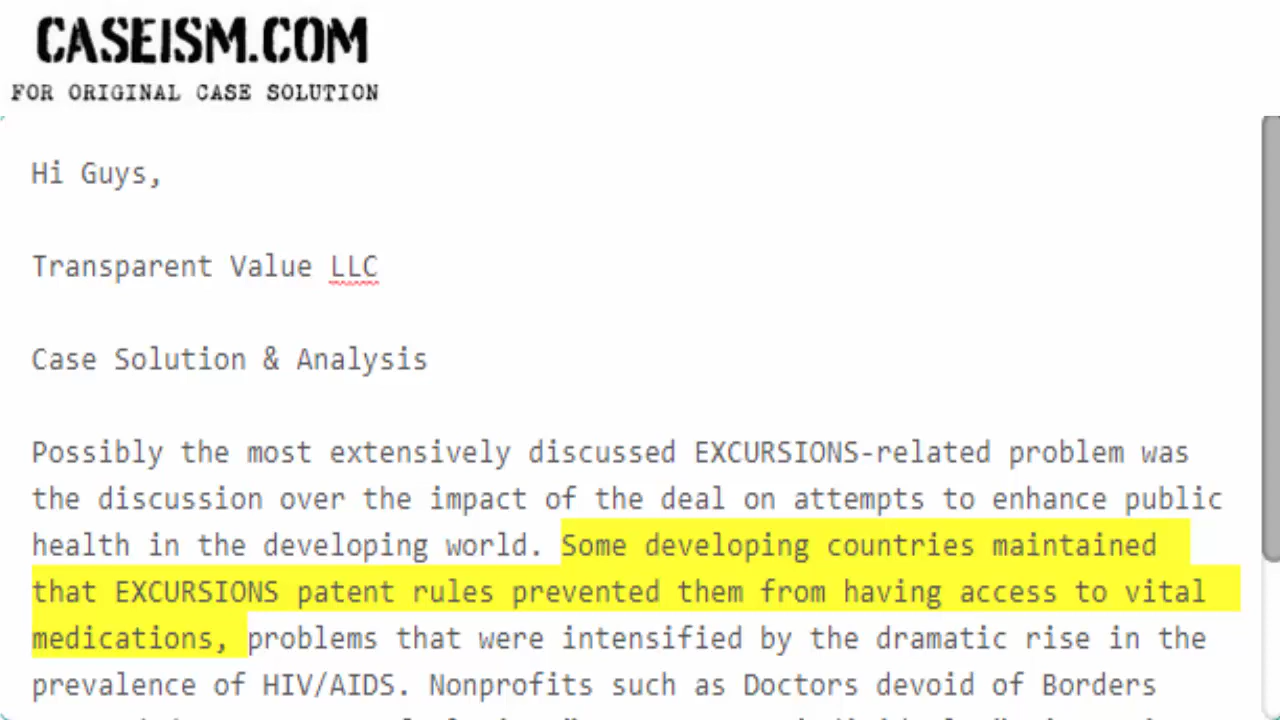 CASEISM.COM
FOR ORIGINAL CASE SOLUTION
Hi Guys,
Transparent Value LLC
Case Solution & Analysis
Possibly the most extensively discussed EXCURSIONS-related problem was
the discussion over the impact of the deal on attempts to enhance public
health in the developing world. Some developing countries maintained
that EXCURSIONS patent rules prevented them from having access to vital
medications, problems that were intensified by the dramatic rise in the
prevalence of HIV/AIDS. Nonprofits such as Doctors devoid of Borders